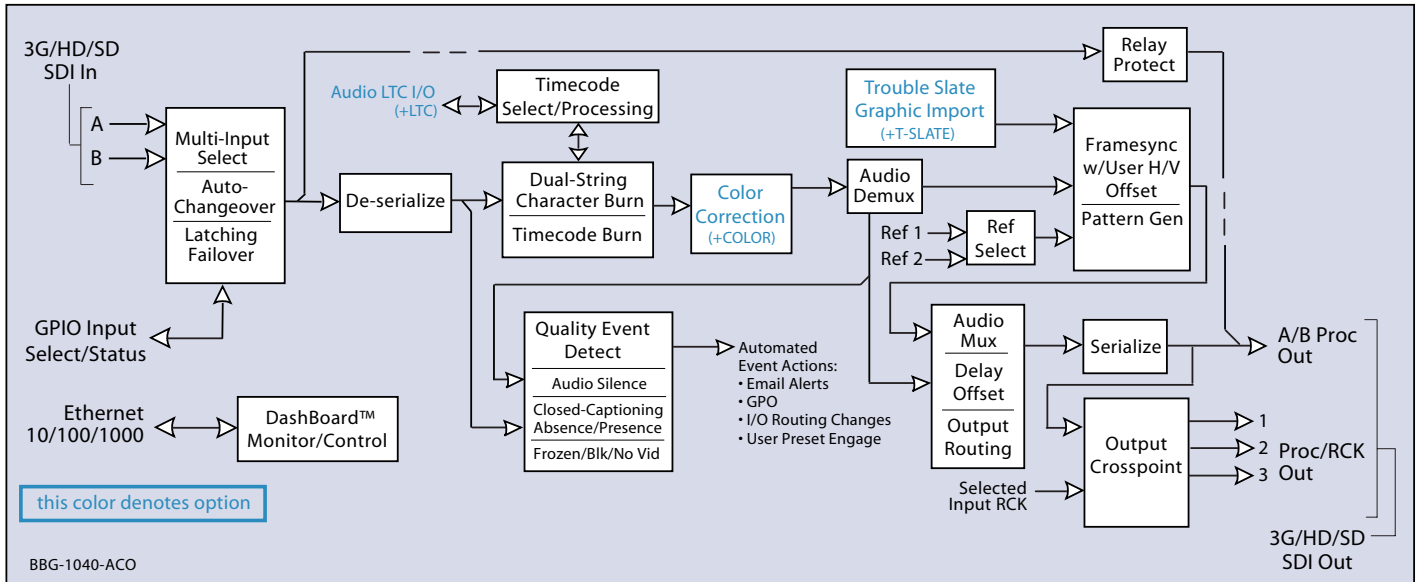 3G/HD/SD
SDI In
A
B
Multi-Input
Select
Auto-
Changeover
Latching
Failover
GPIO Input
Select/Status
Ethernet
10/100/1000
DashBoard™
Monitor/Control
this color denotes option
BBG-1040-ACO
De-serialize
Audio LTC I/O
(+LTC)
Timecode
Select/Processing
Dual-String
Character Burn
Timecode Burn
Color
Correction
(+COLOR)
Quality Event
Detect
Audio Silence
Closed-Captioning
Absence/Presence
Frozen/Blk/No Vid
Automated
Event Actions:
• Email Alerts
• GPO
• I/O Routing Changes
• User Preset Engage
Trouble Slate
Graphic Import
(+T-SLATE)
Audio
Demux
Ref 1
Ref 2
Ref
Select
Framesync
w/User H/V
Offset
Pattern Gen
Relay
Protect
Audio
Mux
Delay
Offset
Output
Routing
Serialize
Selected
Input RCK
Output
Crosspoint
A/B Proc
Out
1
2
3
Proc/RCK
Out
3G/HD/SD
SDI Out